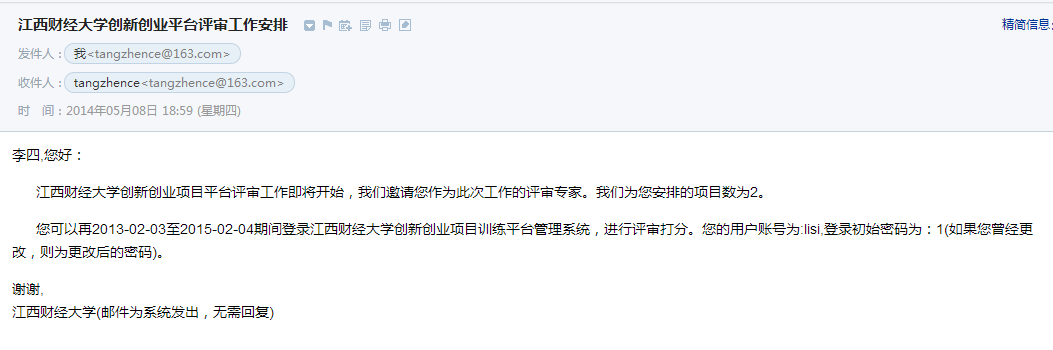 江西财经大学创新创业平台评审工作安排
精简信息
发件人：我<tangzhence@163.com>
收件人：tangzhence<tangzhence@163.com>
时 间：2014年05月08日 18:59 (星期四)
李四,您好：
江西财经大学创新创业项目平台评审工作即将开始，我们邀请您作为此次工作的评审专家。我们为您安排的项目数为2。
您可以再2013-02-03至2015-02-04期间登录江西财经大学创新创业项目训练平台管理系统，进行评审打分。您的用户账号为:lisi,登录初始密码为：1(如果您曾经更
改，则为更改后的密码)。
谢谢,
江西财经大学(邮件为系统发出，无需回复)